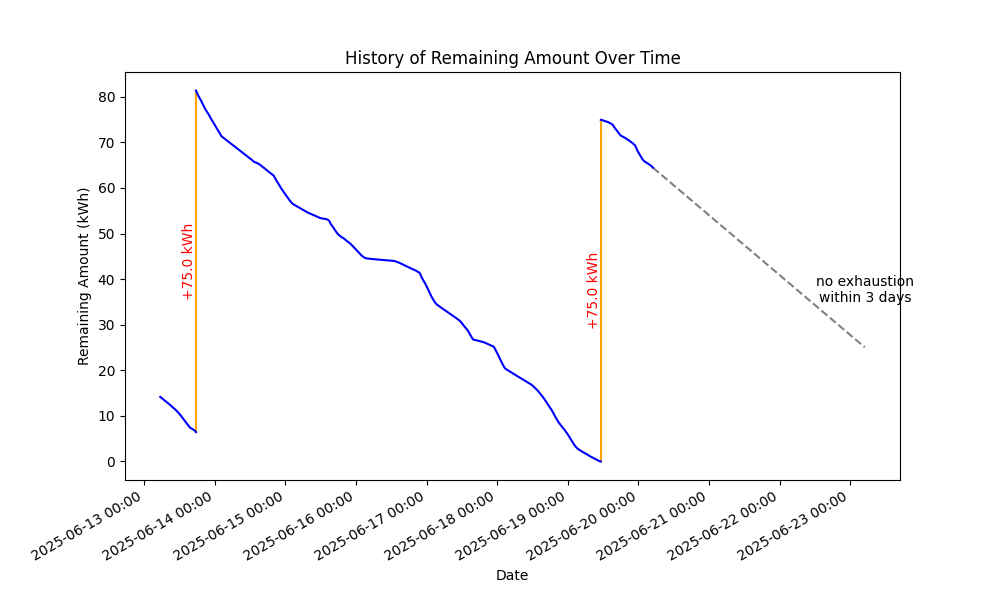 History of Remaining Amount Over Time
Remaining Amount (kWh)
80
70
60
50
40
30
20
10
0
+75.0 kWh
+75.0 kWh
no exhaustion
within 3 days
2025-06-13 00:00
2025-06-14 00:00
2025-06-15 00:00
2025-06-16 00:00
2025-06-17 00:00
2025-06-18 00:00
2025-06-19 00:00
2025-06-20 00:00
2025-06-21 00:00
2025-06-22 00:00
2025-06-23 00:00
Date